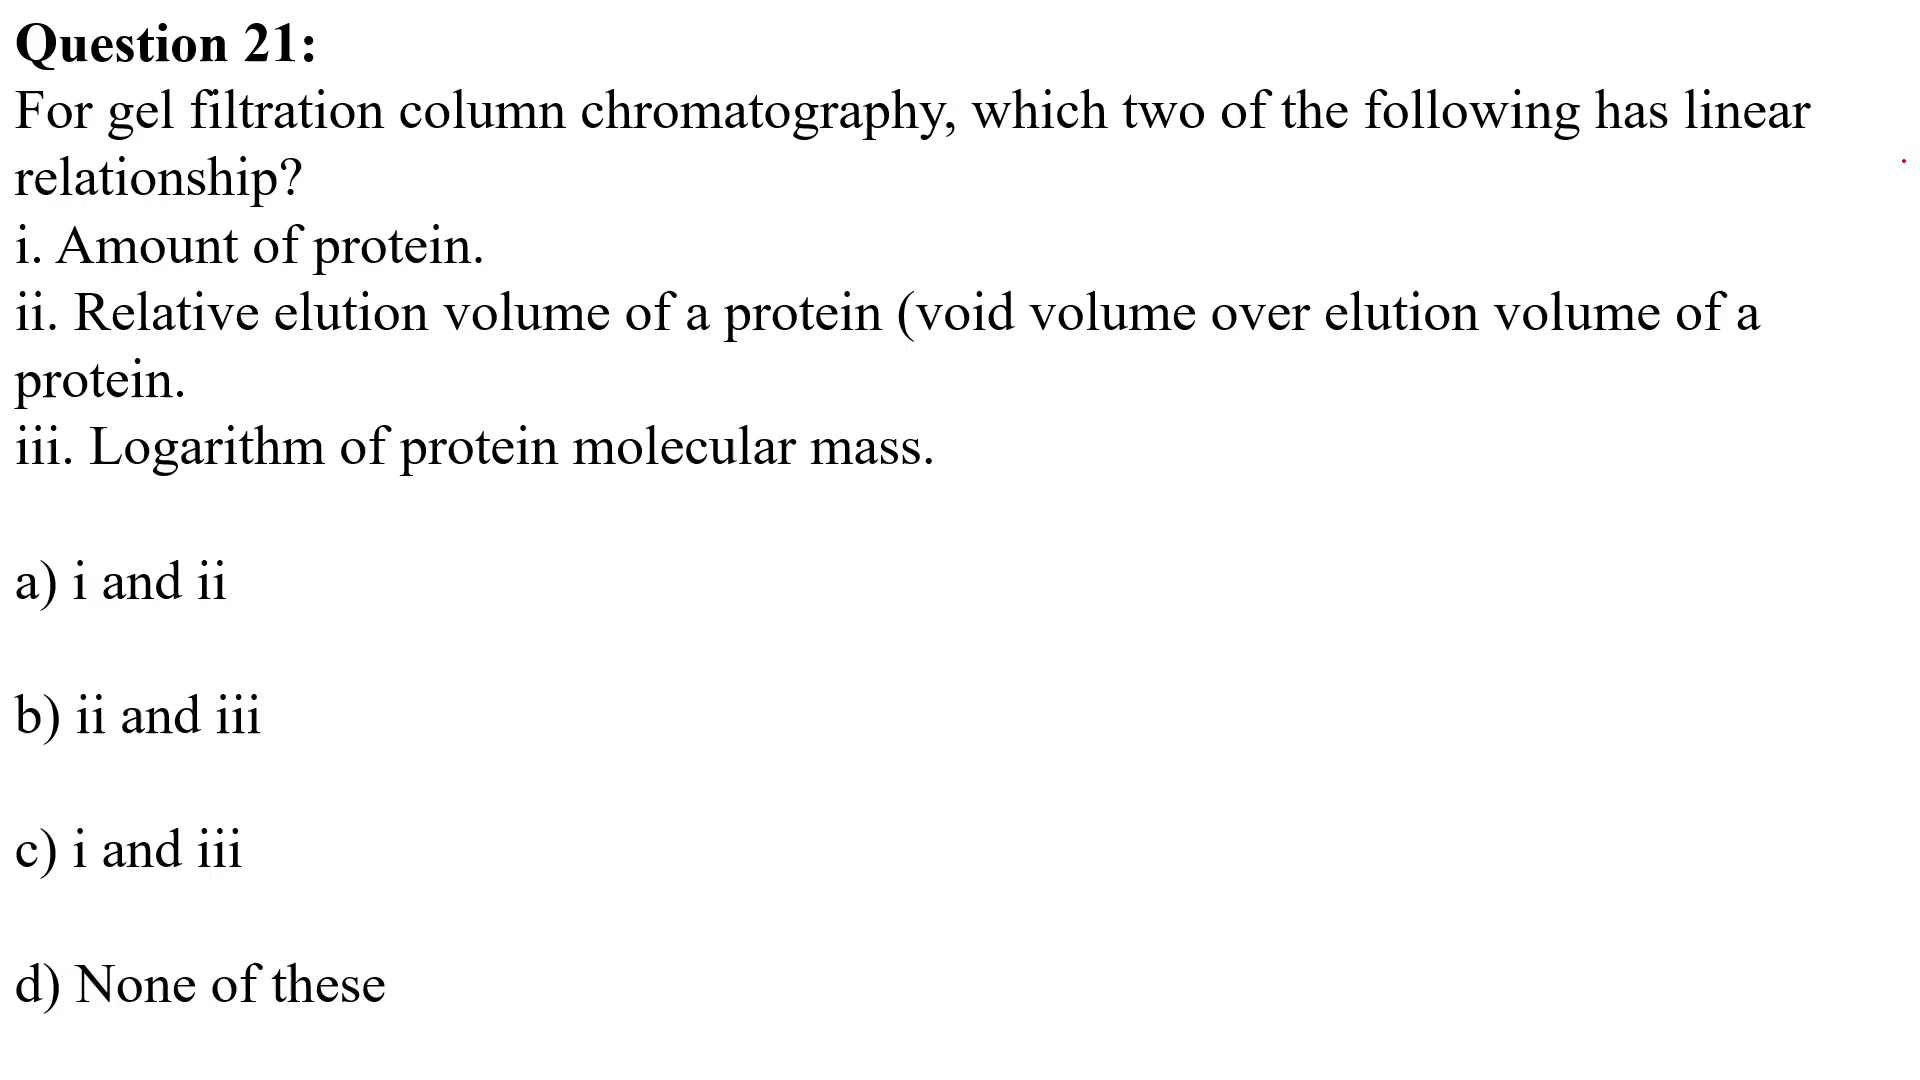 Question 21:
For gel filtration column chromatography, which two of the following has linear
relationship?
i. Amount of protein.
ii. Relative elution volume of a protein (void volume over elution volume of a
protein.
iii. Logarithm of protein molecular mass.
a) i and ii
b) ii and iii
c) i and iii
d) None of these